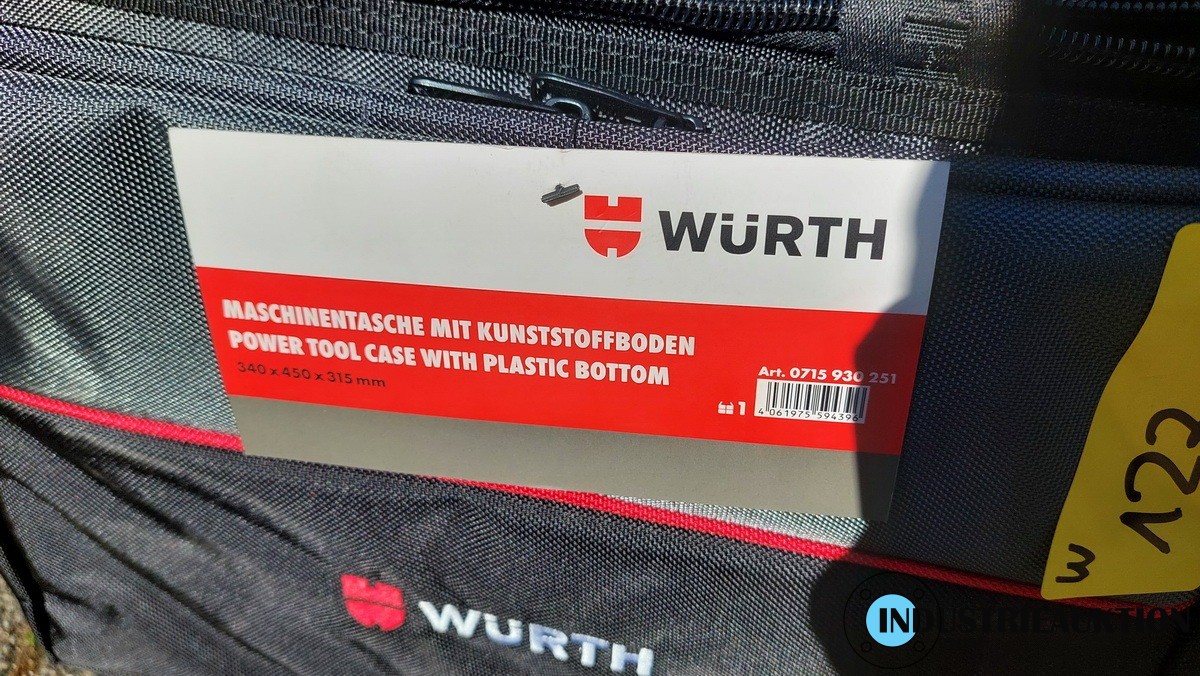 WÜRTH
MASCHINENTASCHE MIT KUNSTSTOFFBODEN
POWER TOOL CASE WITH PLASTIC BOTTOM
340 x 450 x 315 mm
Art. 0715 930 251
1
4 061975 594396
W
122
WÜRTH
INDUSTRIEAUKTION